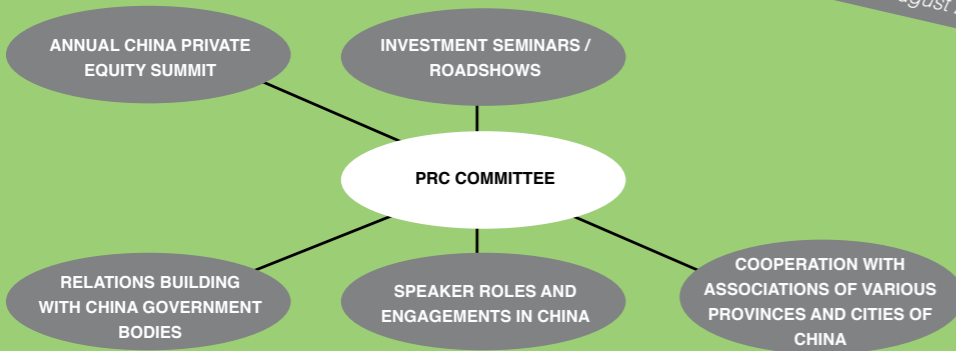 ANNUAL CHINA PRIVATE
EQUITY SUMMIT
INVESTMENT SEMINARS /
ROADSHOWS
PRC COMMITTEE
RELATIONS BUILDING
WITH CHINA GOVERNMENT
BODIES
SPEAKER ROLES AND
ENGAGEMENTS IN CHINA
COOPERATION WITH
ASSOCIATIONS OF VARIOUS
PROVINCES AND CITIES OF
CHINA